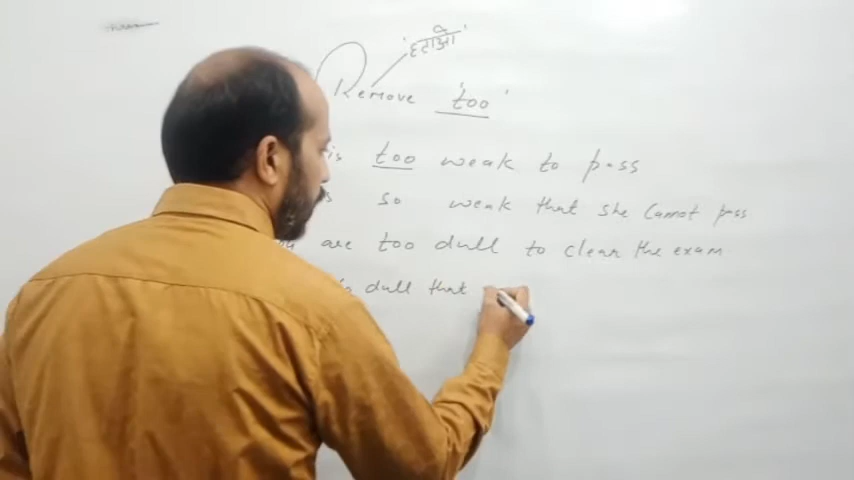 हटाओ
Remove 'too'
is too weak to pass
so weak that she cannot pass
are too dull to clear the exam
dull that